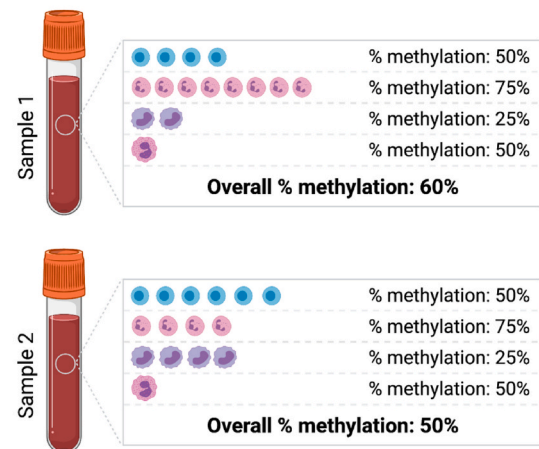 Sample 1
% methylation: 50%
% methylation: 75%
% methylation: 25%
% methylation: 50%
Overall % methylation: 60%
Sample 2
% methylation: 50%
% methylation: 75%
% methylation: 25%
% methylation: 50%
Overall % methylation: 50%